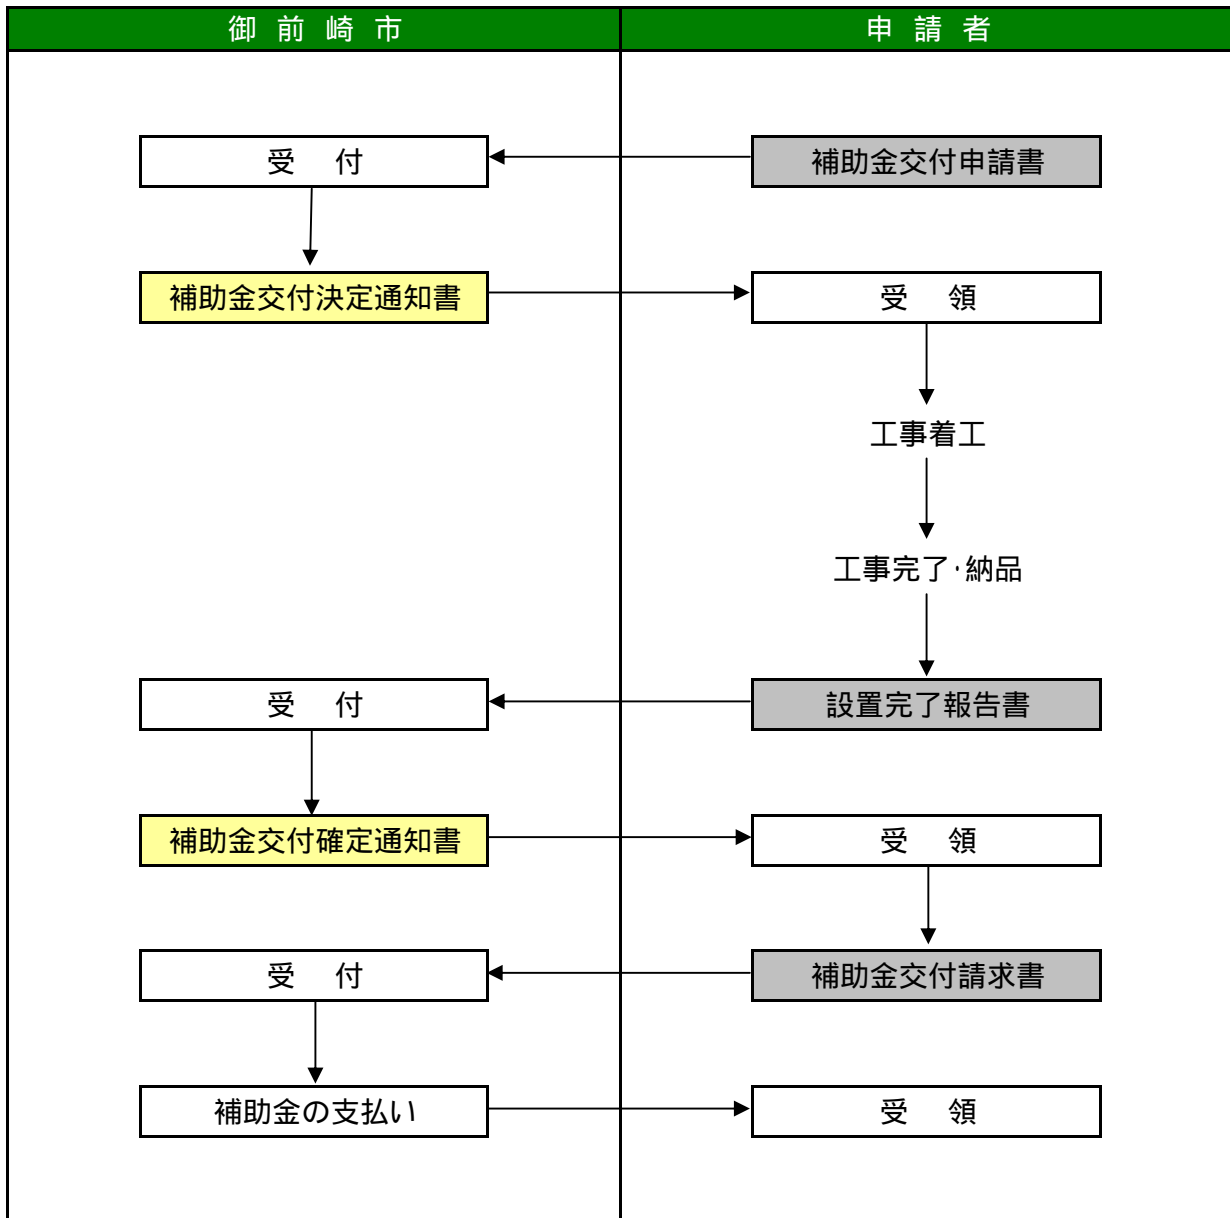 御 前 崎 市
申 請 者
受 付
補助金交付申請書
補助金交付決定通知書
受 領
工事着工
工事完了・納品
受 付
設置完了報告書
補助金交付確定通知書
受 領
受 付
補助金交付請求書
補助金の支払い
受 領